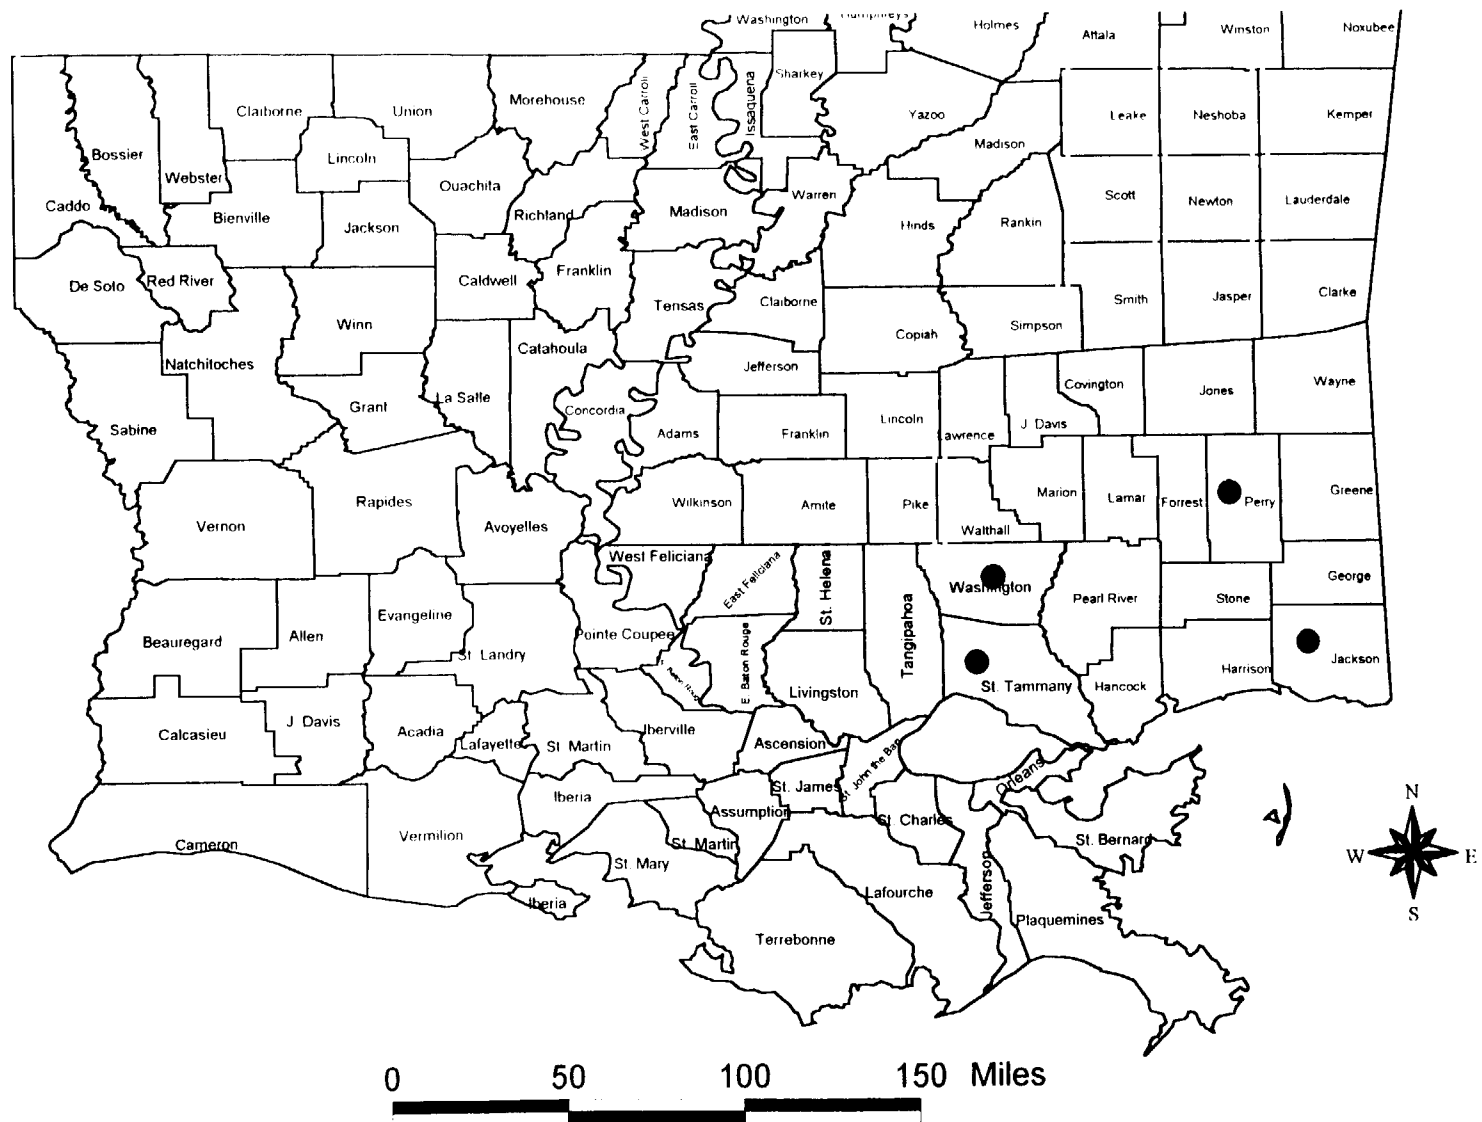 Washington
Humphreys
Holmes
Attala
Winston
Noxubee
Sharkey
Issaquena
West Carroll
East Carroll
Morehouse
Union
Claiborne
Bossier
Webster
Lincoln
Ouachita
Richland
Madison
Warren
Yazoo
Madison
Leake
Neshoba
Kemper
Caddo
Bienville
Jackson
Hinds
Rankin
Scott
Newton
Lauderdale
De Soto
Red River
Caldwell
Franklin
Tensas
Claiborne
Smith
Jasper
Clarke
Winn
Catahoula
Copiah
Simpson
Natchitoches
Jefferson
Covington
Jones
Wayne
Grant
La Salle
Concordia
Lincoln
Lawrence
J. Davis
Sabine
Adams
Franklin
Rapides
Wilkinson
Amite
Pike
Walthall
Marion
Lamar
Forrest
Perry
Greene
Vernon
Avoyelles
West Feliciana
East Feliciana
St. Helena
Tangipahoa
Washington
Pearl River
Stone
George
Beauregard
Allen
Evangeline
St. Landry
Pointe Coupee
E. Baton Rouge
Livingston
St. Tammany
Hancock
Harrison
Jackson
Calcasieu
J. Davis
Acadia
Lafayette
St. Martin
Iberville
Ascension
St. John the Bap
Orleans
Iberia
Assumption
St. James
St. Charles
St. Bernard
Cameron
Vermilion
St. Mary
St. Martin
Lafourche
Jefferson
Plaquemines
Iberia
Terrebonne
N
W
E
S
0 50 100 150 Miles